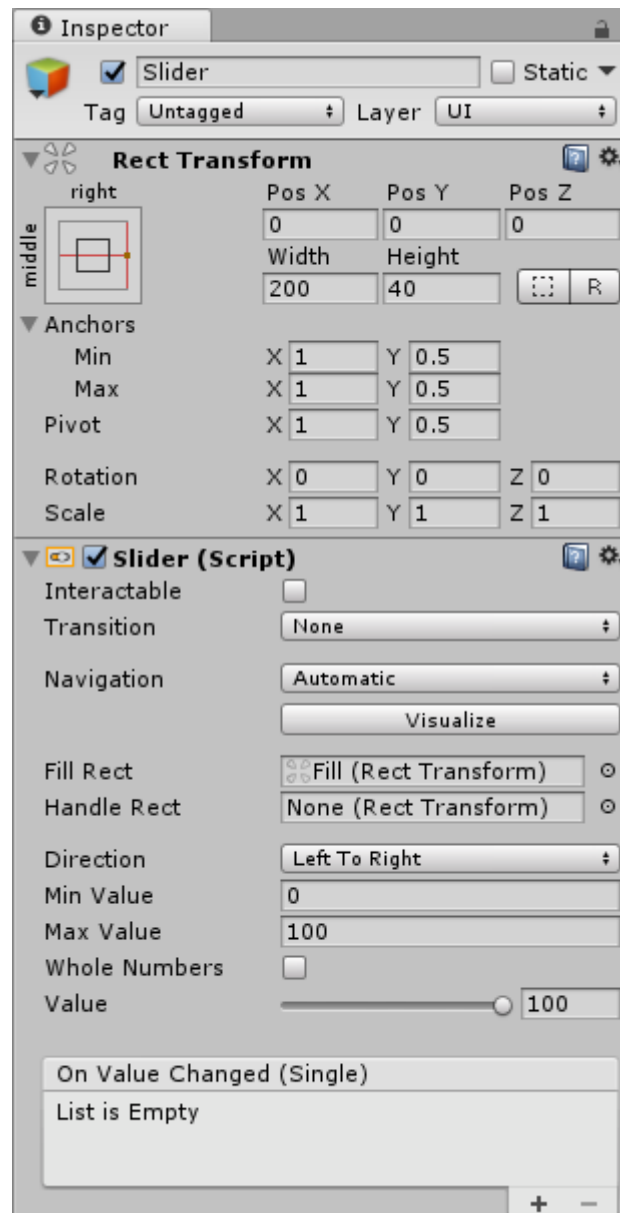 Inspector
Slider Static
Tag Untagged Layer UI
Rect Transform
right Pos X Pos Y Pos Z
middle 0 0 0
Width Height
200 40 R
Anchors
Min X 1 Y 0.5
Max X 1 Y 0.5
Pivot X 1 Y 0.5
Rotation X 0 Y 0 Z 0
Scale X 1 Y 1 Z 1
Slider (Script)
Interactable
Transition None
Navigation Automatic
Visualize
Fill Rect Fill (Rect Transform)
Handle Rect None (Rect Transform)
Direction Left To Right
Min Value 0
Max Value 100
Whole Numbers
Value 100
On Value Changed (Single)
List is Empty
+ −